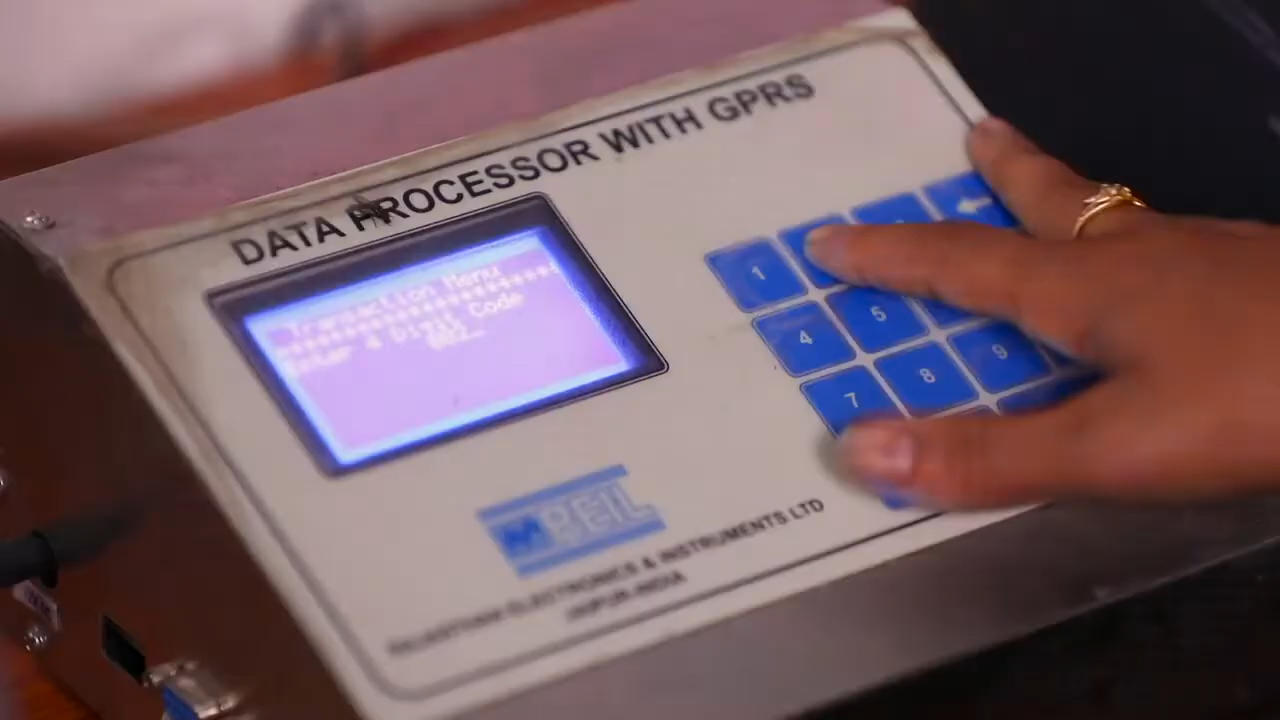 DATA PROCESSOR WITH GPRS
Transaction Menu
********************
Enter 4 Digit Code
1
4
5
7
8
9
REIL
RAJASTHAN ELECTRONICS & INSTRUMENTS LTD
JAIPUR-INDIA